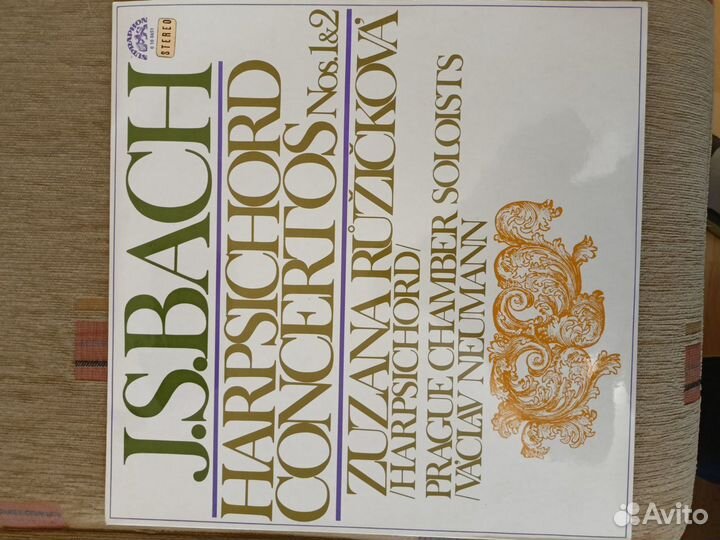 SUPRAPHON
STEREO
J.S.BACH
HARPSICHORD
CONCERTOS Nos. 1 & 2
ZUZANA RŮŽIČKOVÁ
/HARPSICHORD/
PRAGUE CHAMBER SOLOISTS
/VÁCLAV NEUMANN
Avito